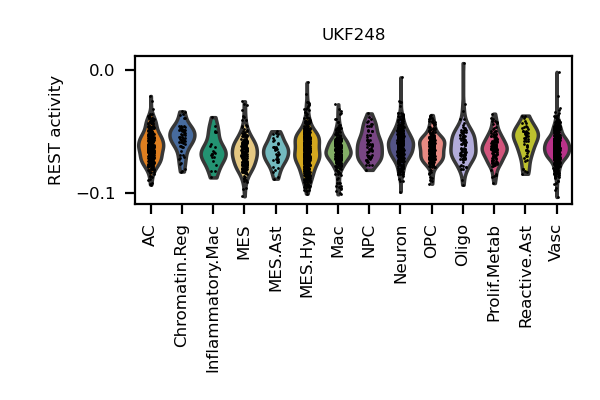 UKF248
REST activity
0.0
−0.1
AC
Chromatin.Reg
Inflammatory.Mac
MES
MES.Ast
MES.Hyp
Mac
NPC
Neuron
OPC
Oligo
Prolif.Metab
Reactive.Ast
Vasc